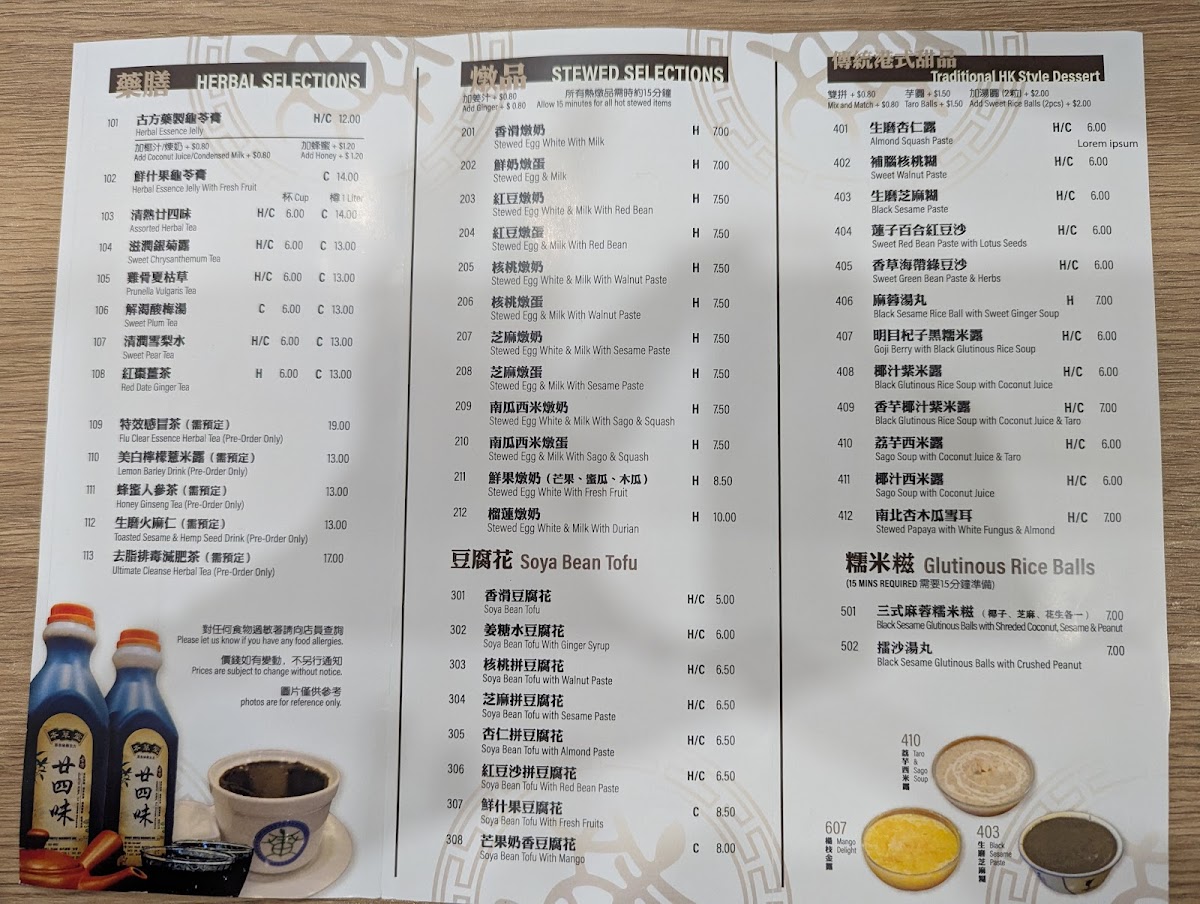 藥膳 HERBAL SELECTIONS
101 古方藥製龜苓膏 H/C 12.00
Herbal Essence Jelly
加椰汁/煉奶 + $0.80 加蜂蜜 + $1.20
Add Coconut Juice/Condensed Milk + $0.80 Add Honey + $1.20
102 鮮什果龜苓膏 C 14.00
Herbal Essence Jelly With Fresh Fruit
杯 Cup 樽 1 Liter
103 清熱廿四味 H/C 6.00 C 14.00
Assorted Herbal Tea
104 滋潤銀菊露 H/C 6.00 C 13.00
Sweet Chrysanthemum Tea
105 雞骨夏枯草 H/C 6.00 C 13.00
Prunella Vulgaris Tea
106 解渴酸梅湯 C 6.00 C 13.00
Sweet Plum Tea
107 清潤雪梨水 H/C 6.00 C 13.00
Sweet Pear Tea
108 紅棗薑茶 H 6.00 C 13.00
Red Date Ginger Tea
109 特效感冒茶（需預定） 19.00
Flu Clear Essence Herbal Tea (Pre-Order Only)
110 美白檸檬薏米露（需預定） 13.00
Lemon Barley Drink (Pre-Order Only)
111 蜂蜜人參茶（需預定） 13.00
Honey Ginseng Tea (Pre-Order Only)
112 生磨火麻仁（需預定） 13.00
Toasted Sesame & Hemp Seed Drink (Pre-Order Only)
113 去脂排毒減肥茶（需預定） 17.00
Ultimate Cleanse Herbal Tea (Pre-Order Only)
對任何食物過敏署請向店員查詢
Please let us know if you have any food allergies.
價錢如有變動，不另行通知
Prices are subject to change without notice.
圖片僅供參考
photos are for reference only.
廿四味
廿四味
燉品 STEWED SELECTIONS
加薑汁 + $0.80 所有熱燉品需時約15分鐘
Add Ginger + $ 0.80 Allow 15 minutes for all hot stewed items
201 香滑燉奶 H 7.00
Stewed Egg White With Milk
202 鮮奶燉蛋 H 7.00
Stewed Egg & Milk
203 紅豆燉奶 H 7.50
Stewed Egg White & Milk With Red Bean
204 紅豆燉蛋 H 7.50
Stewed Egg & Milk With Red Bean
205 核桃燉奶 H 7.50
Stewed Egg White & Milk With Walnut Paste
206 核桃燉蛋 H 7.50
Stewed Egg & Milk With Walnut Paste
207 芝麻燉奶 H 7.50
Stewed Egg White & Milk With Sesame Paste
208 芝麻燉蛋 H 7.50
Stewed Egg & Milk With Sesame Paste
209 南瓜西米燉奶 H 7.50
Stewed Egg White & Milk With Sago & Squash
210 南瓜西米燉蛋 H 7.50
Stewed Egg & Milk With Sago & Squash
211 鮮果燉奶（芒果、蜜瓜、木瓜） H 8.50
Stewed Egg White With Fresh Fruit
212 榴蓮燉奶 H 10.00
Stewed Egg White & Milk With Durian
豆腐花 Soya Bean Tofu
301 香滑豆腐花 H/C 5.00
Soya Bean Tofu
302 姜糖水豆腐花 H/C 6.00
Soya Bean Tofu With Ginger Syrup
303 核桃拼豆腐花 H/C 6.50
Soya Bean Tofu with Walnut Paste
304 芝麻拼豆腐花 H/C 6.50
Soya Bean Tofu with Sesame Paste
305 杏仁拼豆腐花 H/C 6.50
Soya Bean Tofu with Almond Paste
306 紅豆沙拼豆腐花 H/C 6.50
Soya Bean Tofu with Red Bean Paste
307 鮮什果豆腐花 C 8.50
Soya Bean Tofu With Fresh Fruits
308 芒果奶香豆腐花 C 8.00
Soya Bean Tofu With Mango
傳統港式甜品
Traditional HK Style Dessert
雙拼 + $0.80 芋圓 + $1.50 加湯圓 (2粒) + $2.00
Mix and Match + $0.80 Taro Balls + $1.50 Add Sweet Rice Balls (2pcs) + $2.00
401 生磨杏仁露 H/C 6.00
Almond Squash Paste
Lorem ipsum
402 補腦核桃糊 H/C 6.00
Sweet Walnut Paste
403 生磨芝麻糊 H/C 6.00
Black Sesame Paste
404 蓮子百合紅豆沙 H/C 6.00
Sweet Red Bean Paste with Lotus Seeds
405 香草海帶綠豆沙 H/C 6.00
Sweet Green Bean Paste & Herbs
406 麻蓉湯丸 H 7.00
Black Sesame Rice Ball with Sweet Ginger Soup
407 明目杞子黑糯米露 H/C 6.00
Goji Berry with Black Glutinous Rice Soup
408 椰汁紫米露 H/C 6.00
Black Glutinous Rice Soup with Coconut Juice
409 香芋椰汁紫米露 H/C 7.00
Black Glutinous Rice Soup with Coconut Juice & Taro
410 荔芋西米露 H/C 6.00
Sago Soup with Coconut Juice & Taro
411 椰汁西米露 H/C 6.00
Sago Soup with Coconut Juice
412 南北杏木瓜雪耳 H/C 7.00
Stewed Papaya with White Fungus & Almond
糯米糍 Glutinous Rice Balls
(15 MINS REQUIRED 需要15分鐘準備)
501 三式麻蓉糯米糍（椰子、芝麻、花生各一） 7.00
Black Sesame Glutinous Balls with Shreded Coconut, Sesame & Peanut
502 擂沙湯丸 7.00
Black Sesame Glutinous Balls with Crushed Peanut
410
荔芋西米露
Taro & Sago Soup
607
楊枝金露
Mango Delight
403
生磨芝麻糊
Black Sesame Paste